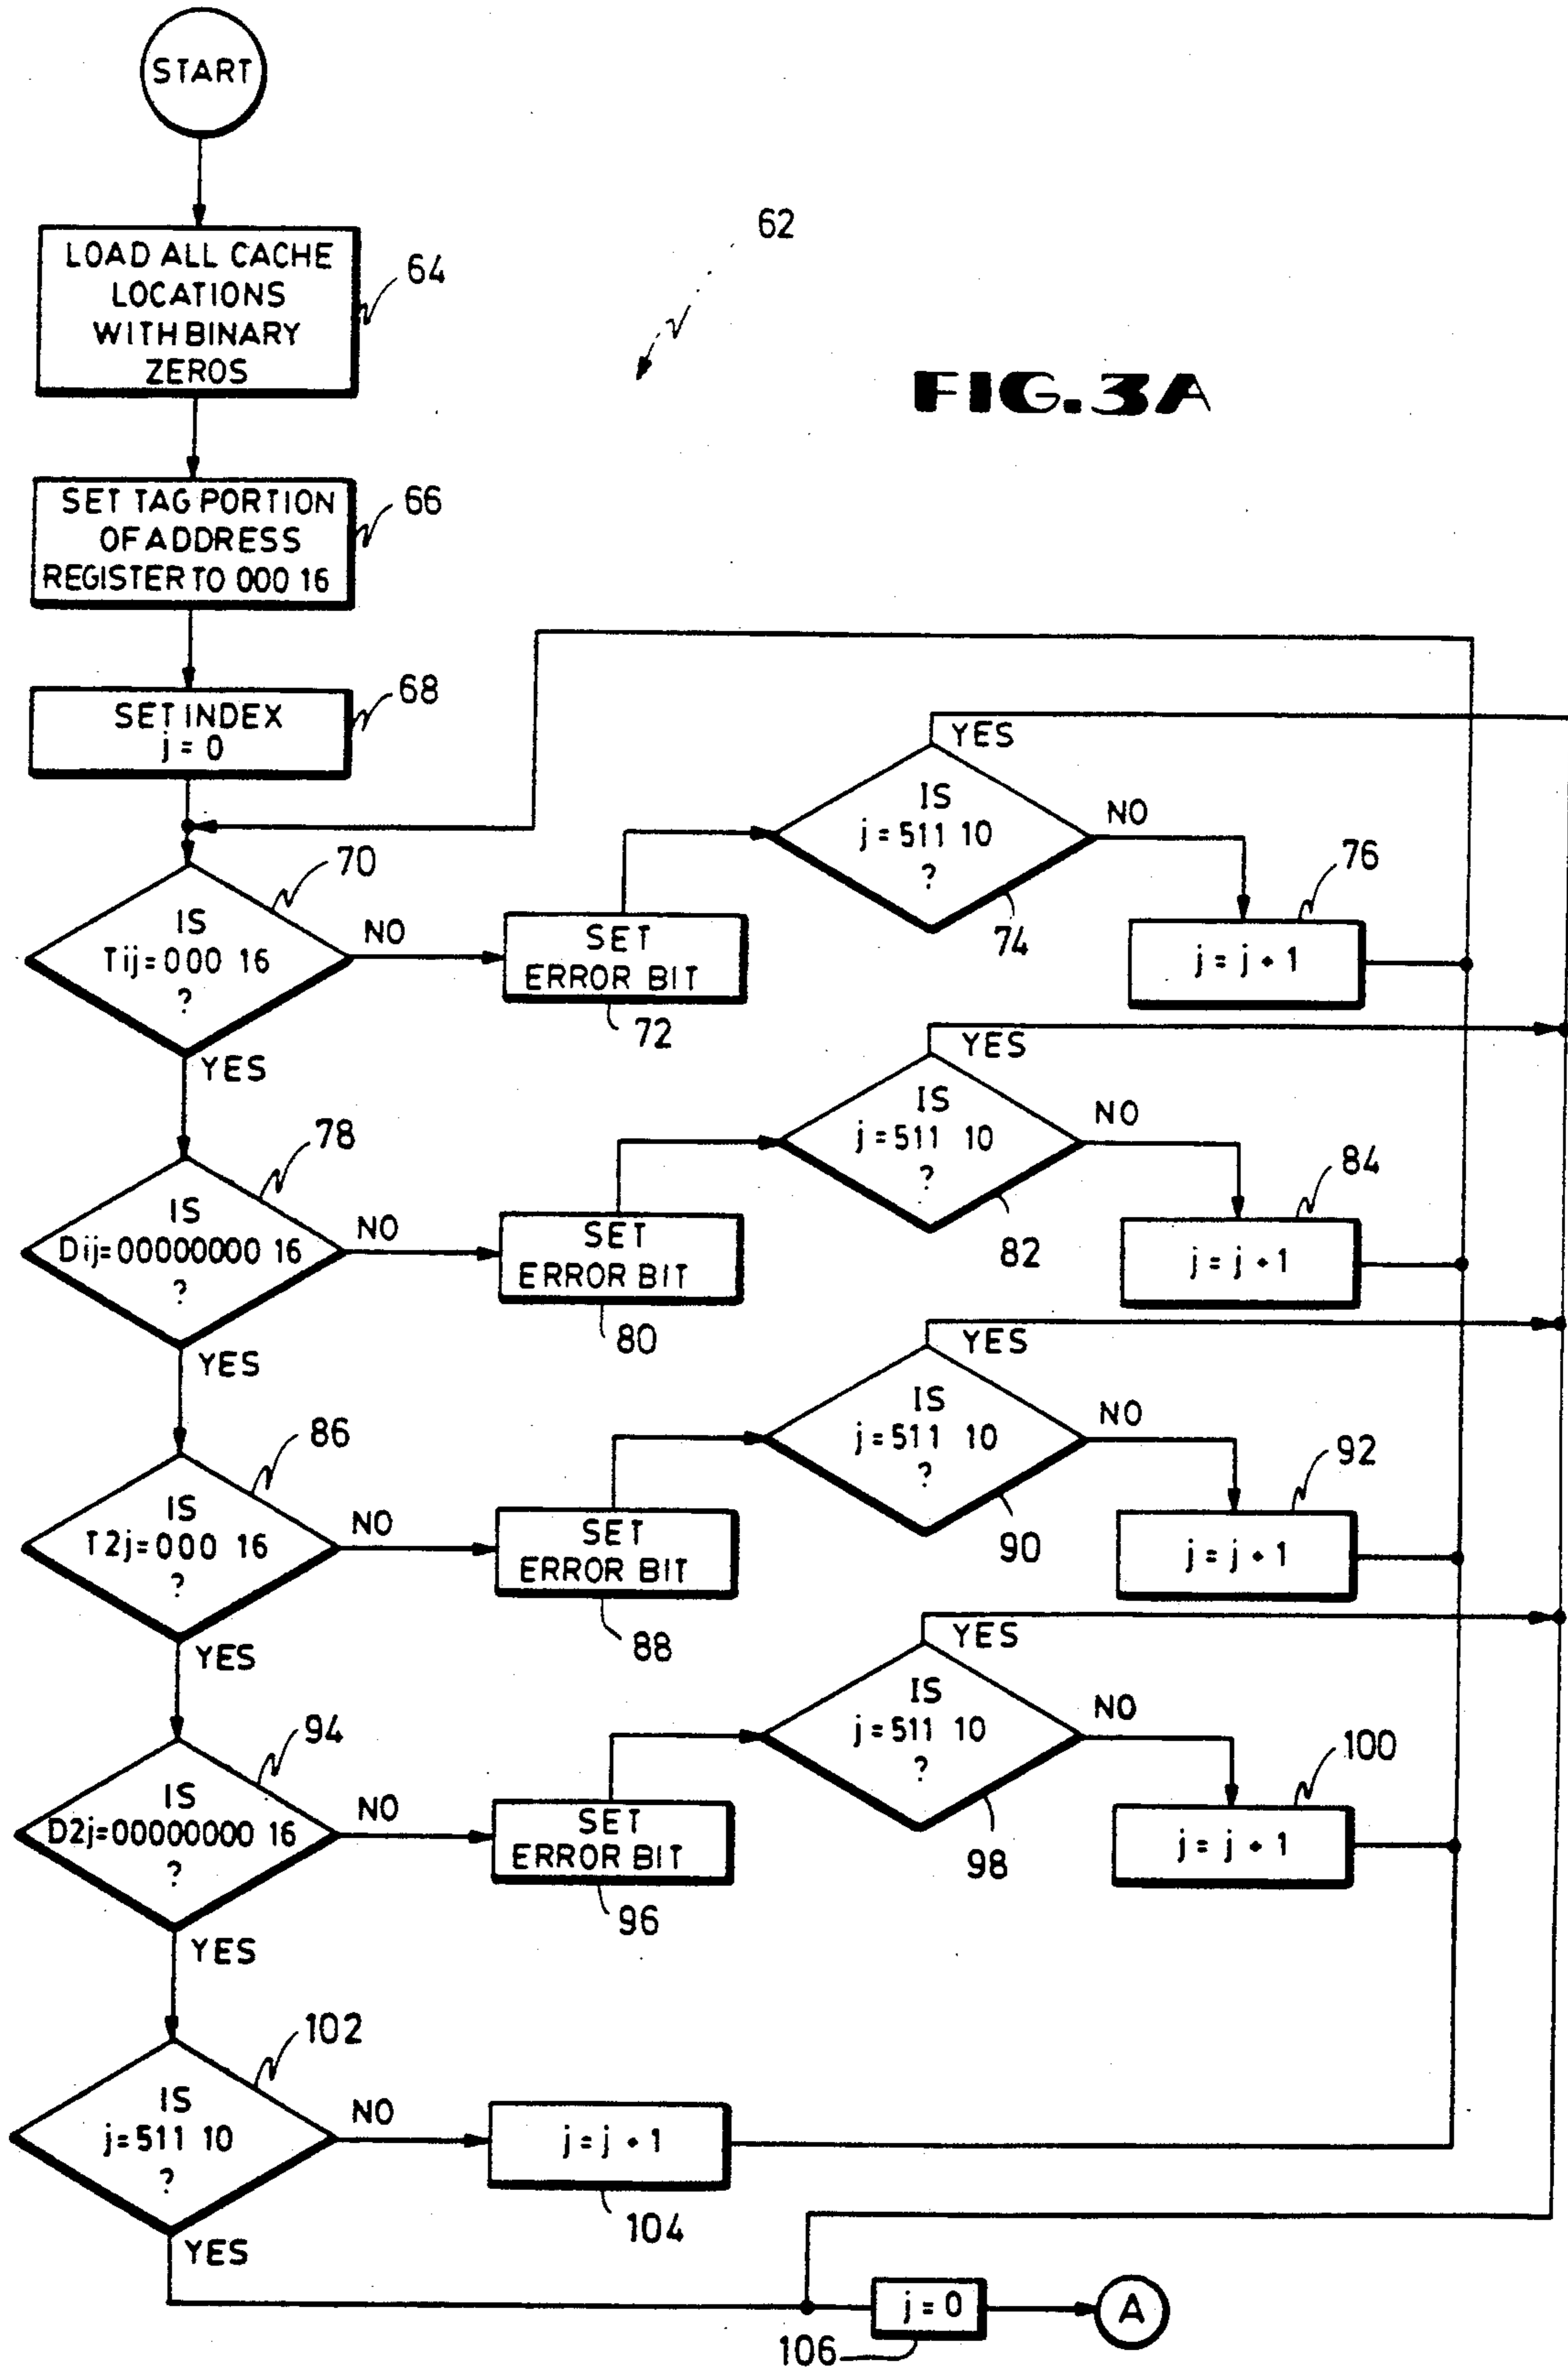 START
62
LOAD ALL CACHE
LOCATIONS
WITH BINARY
ZEROS
64
FIG. 3A
SET TAG PORTION
OF ADDRESS
REGISTER TO 000 16
66
SET INDEX
j = 0
68
IS
Tij=000 16
?
70
NO
YES
SET
ERROR BIT
72
IS
j=511 10
?
74
YES
NO
j = j + 1
76
IS
Dij=00000000 16
?
78
NO
YES
SET
ERROR BIT
80
IS
j=511 10
?
82
YES
NO
j = j + 1
84
IS
T2j=000 16
?
86
NO
YES
SET
ERROR BIT
88
IS
j=511 10
?
90
YES
NO
j = j + 1
92
IS
D2j=00000000 16
?
94
NO
YES
SET
ERROR BIT
96
IS
j=511 10
?
98
YES
NO
j = j + 1
100
IS
j=511 10
?
102
NO
YES
j = j + 1
104
j = 0
106
A